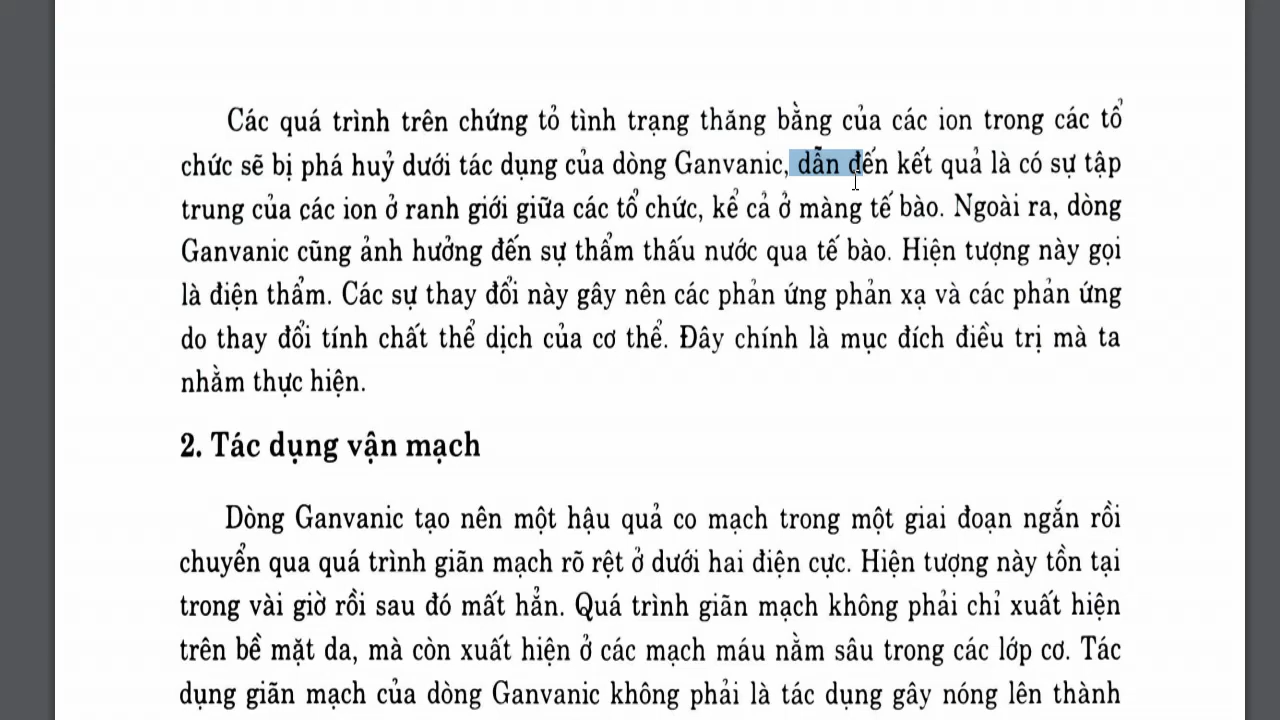 Các quá trình trên chứng tỏ tình trạng thăng bằng của các ion trong các tổ
chức sẽ bị phá huỷ dưới tác dụng của dòng Ganvanic, dẫn đến kết quả là có sự tập
trung của các ion ở ranh giới giữa các tổ chức, kể cả ở màng tế bào. Ngoài ra, dòng
Ganvanic cũng ảnh hưởng đến sự thẩm thấu nước qua tế bào. Hiện tượng này gọi
là điện thẩm. Các sự thay đổi này gây nên các phản ứng phản xạ và các phản ứng
do thay đổi tính chất thể dịch của cơ thể. Đây chính là mục đích điều trị mà ta
nhằm thực hiện.
2. Tác dụng vận mạch
Dòng Ganvanic tạo nên một hậu quả co mạch trong một giai đoạn ngắn rồi
chuyển qua quá trình giãn mạch rõ rệt ở dưới hai điện cực. Hiện tượng này tồn tại
trong vài giờ rồi sau đó mất hẳn. Quá trình giãn mạch không phải chỉ xuất hiện
trên bề mặt da, mà còn xuất hiện ở các mạch máu nằm sâu trong các lớp cơ. Tác
dụng giãn mạch của dòng Ganvanic không phải là tác dụng gây nóng lên thành